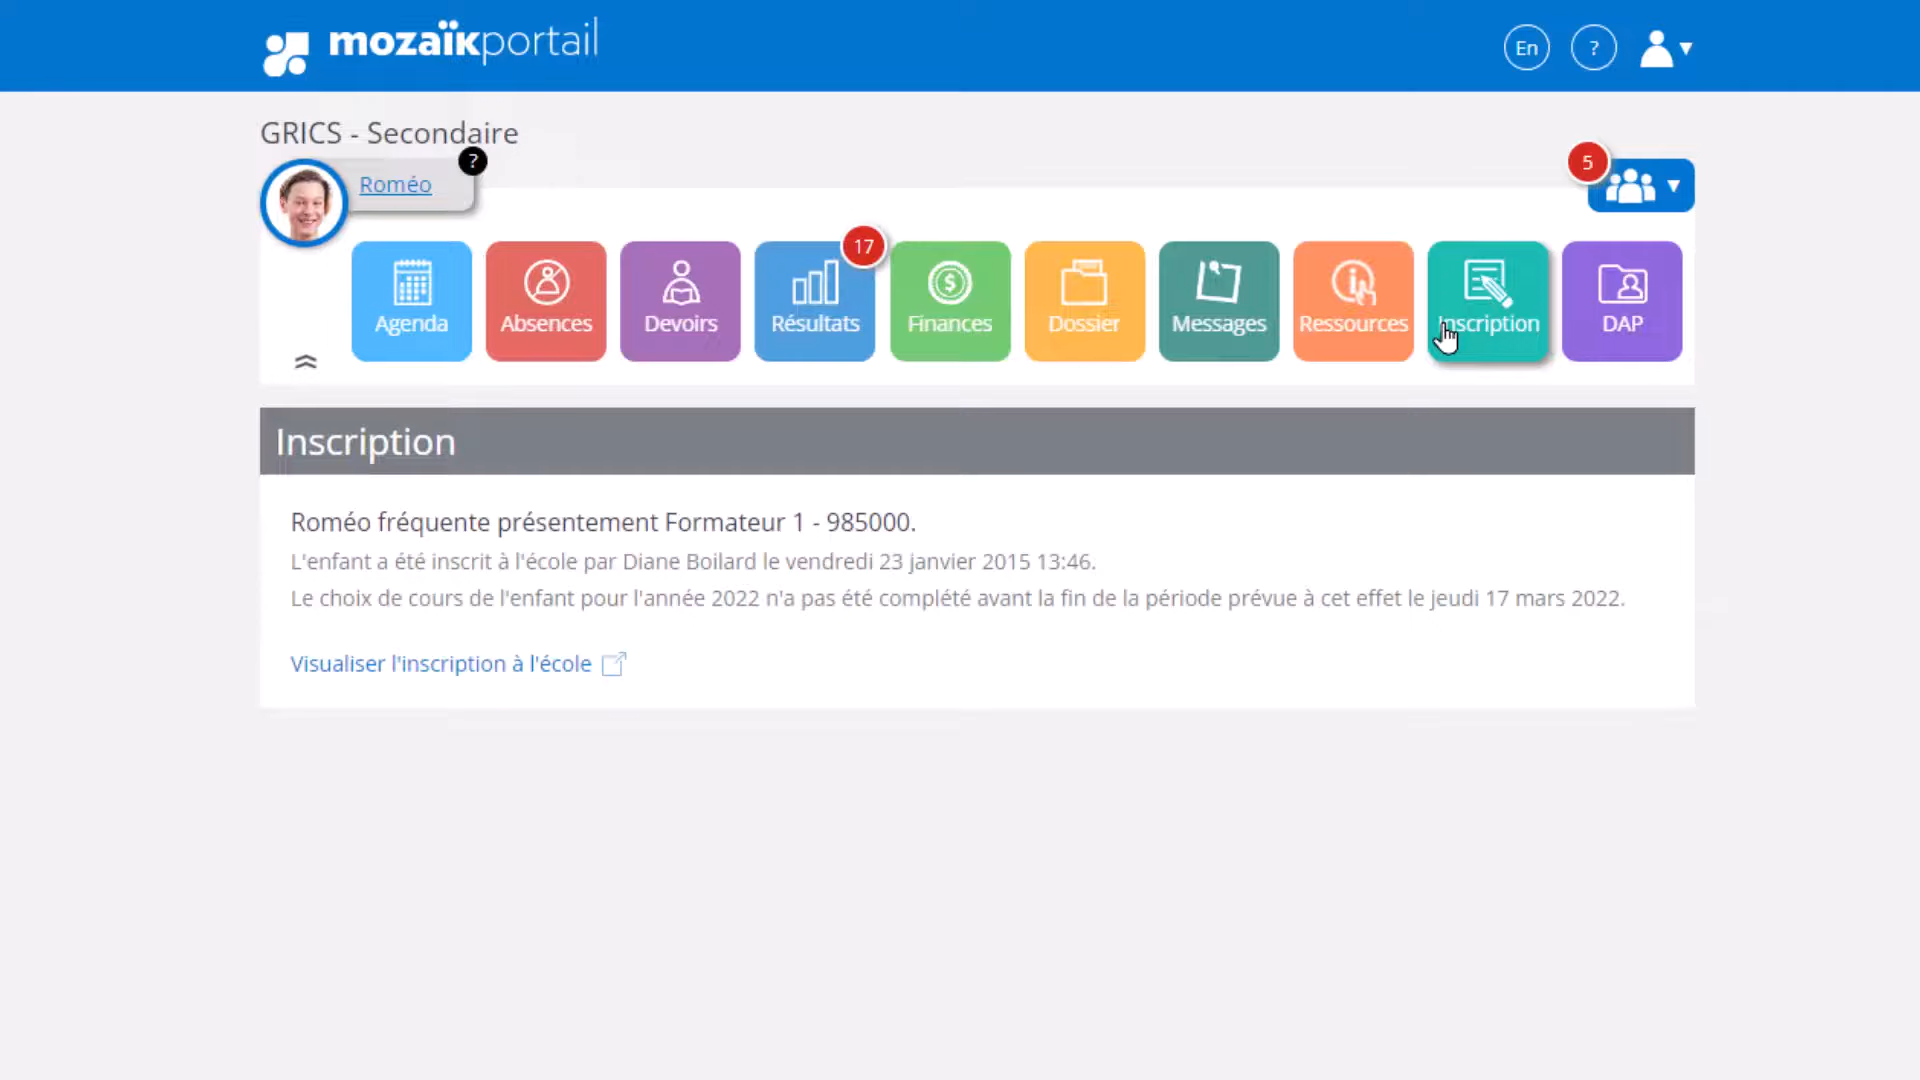 mozaïkportail
En
?
GRICS - Secondaire
?
Roméo
5
17
Agenda
Absences
Devoirs
Résultats
Finances
Dossier
Messages
Ressources
Inscription
DAP
Inscription
Roméo fréquente présentement Formateur 1 - 985000.
L'enfant a été inscrit à l'école par Diane Boilard le vendredi 23 janvier 2015 13:46.
Le choix de cours de l'enfant pour l'année 2022 n'a pas été complété avant la fin de la période prévue à cet effet le jeudi 17 mars 2022.
Visualiser l'inscription à l'école